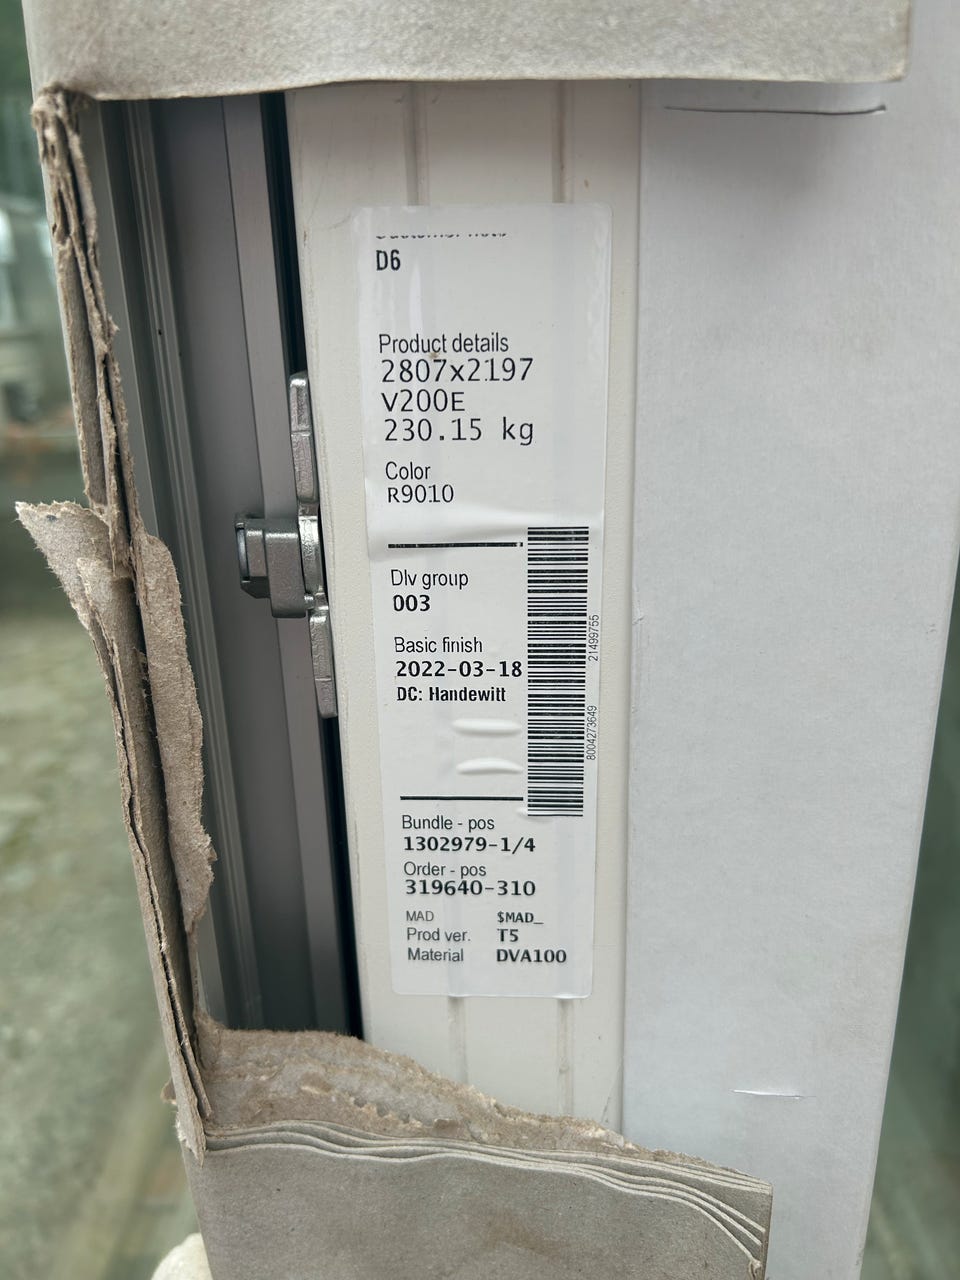 D6
Product details
2807x2197
V200E
230.15 kg
Color
R9010
Dlv group
003
Basic finish
2022-03-18
DC: Handewitt
21499755
8004273649
Bundle - pos
1302979-1/4
Order - pos
319640-310
MAD $MAD_
Prod ver. T5
Material DVA100